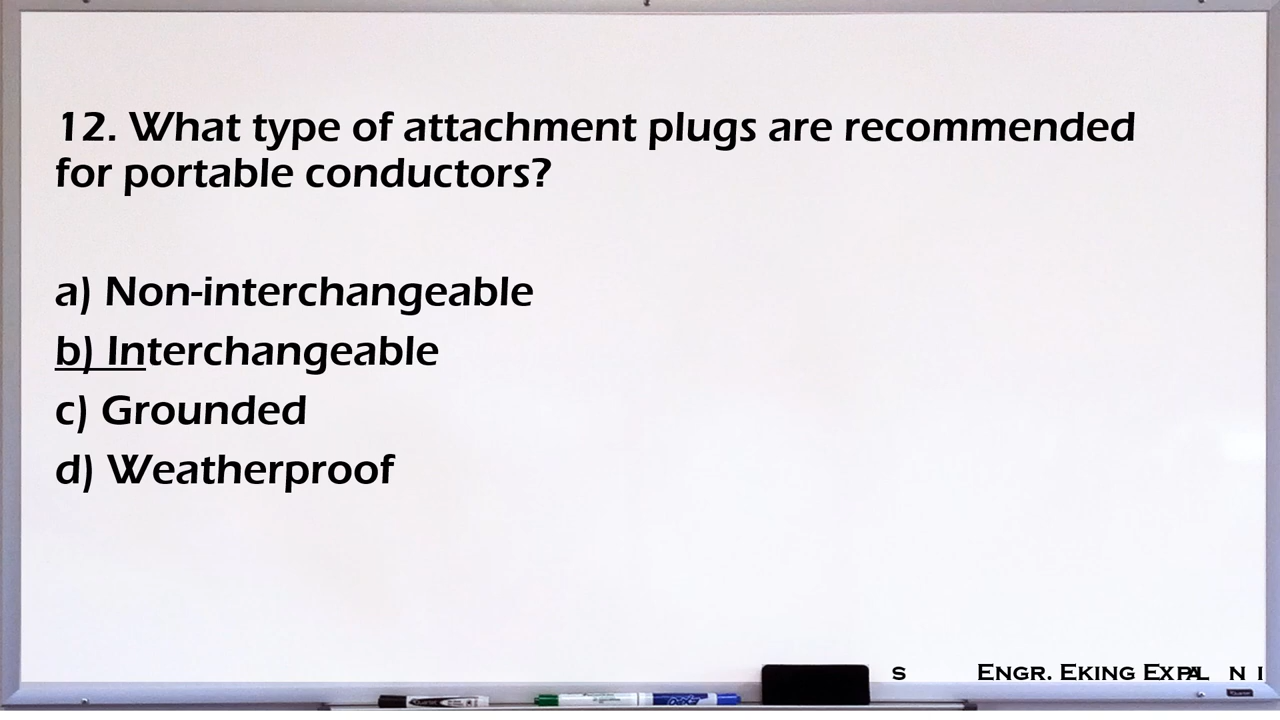 12. What type of attachment plugs are recommended
for portable conductors?
a) Non-interchangeable
b) Interchangeable
c) Grounded
d) Weatherproof
S ENGR. EKING